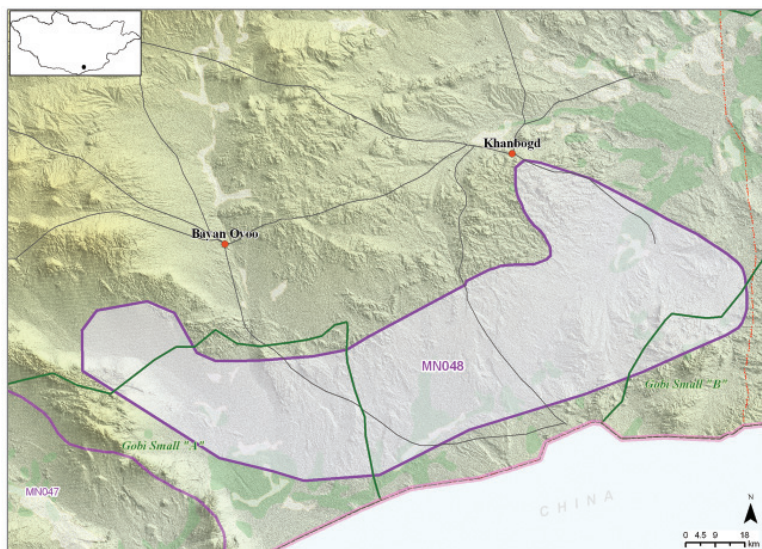 Khanbogd
Bayan Ovoo
MN048
Gobi Small "B"
Gobi Small "A"
MN047
CHINA
N
0 4.5 9 18
km